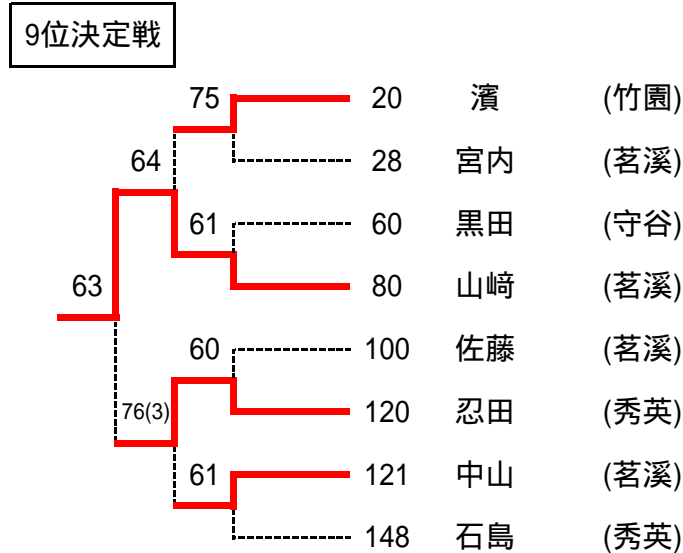 9位決定戦
75
20 濱 (竹園)
64
28 宮内 (茗溪)
61
60 黒田 (守谷)
63
80 山﨑 (茗溪)
60
100 佐藤 (茗溪)
76(3)
120 忍田 (秀英)
61
121 中山 (茗溪)
148 石島 (秀英)